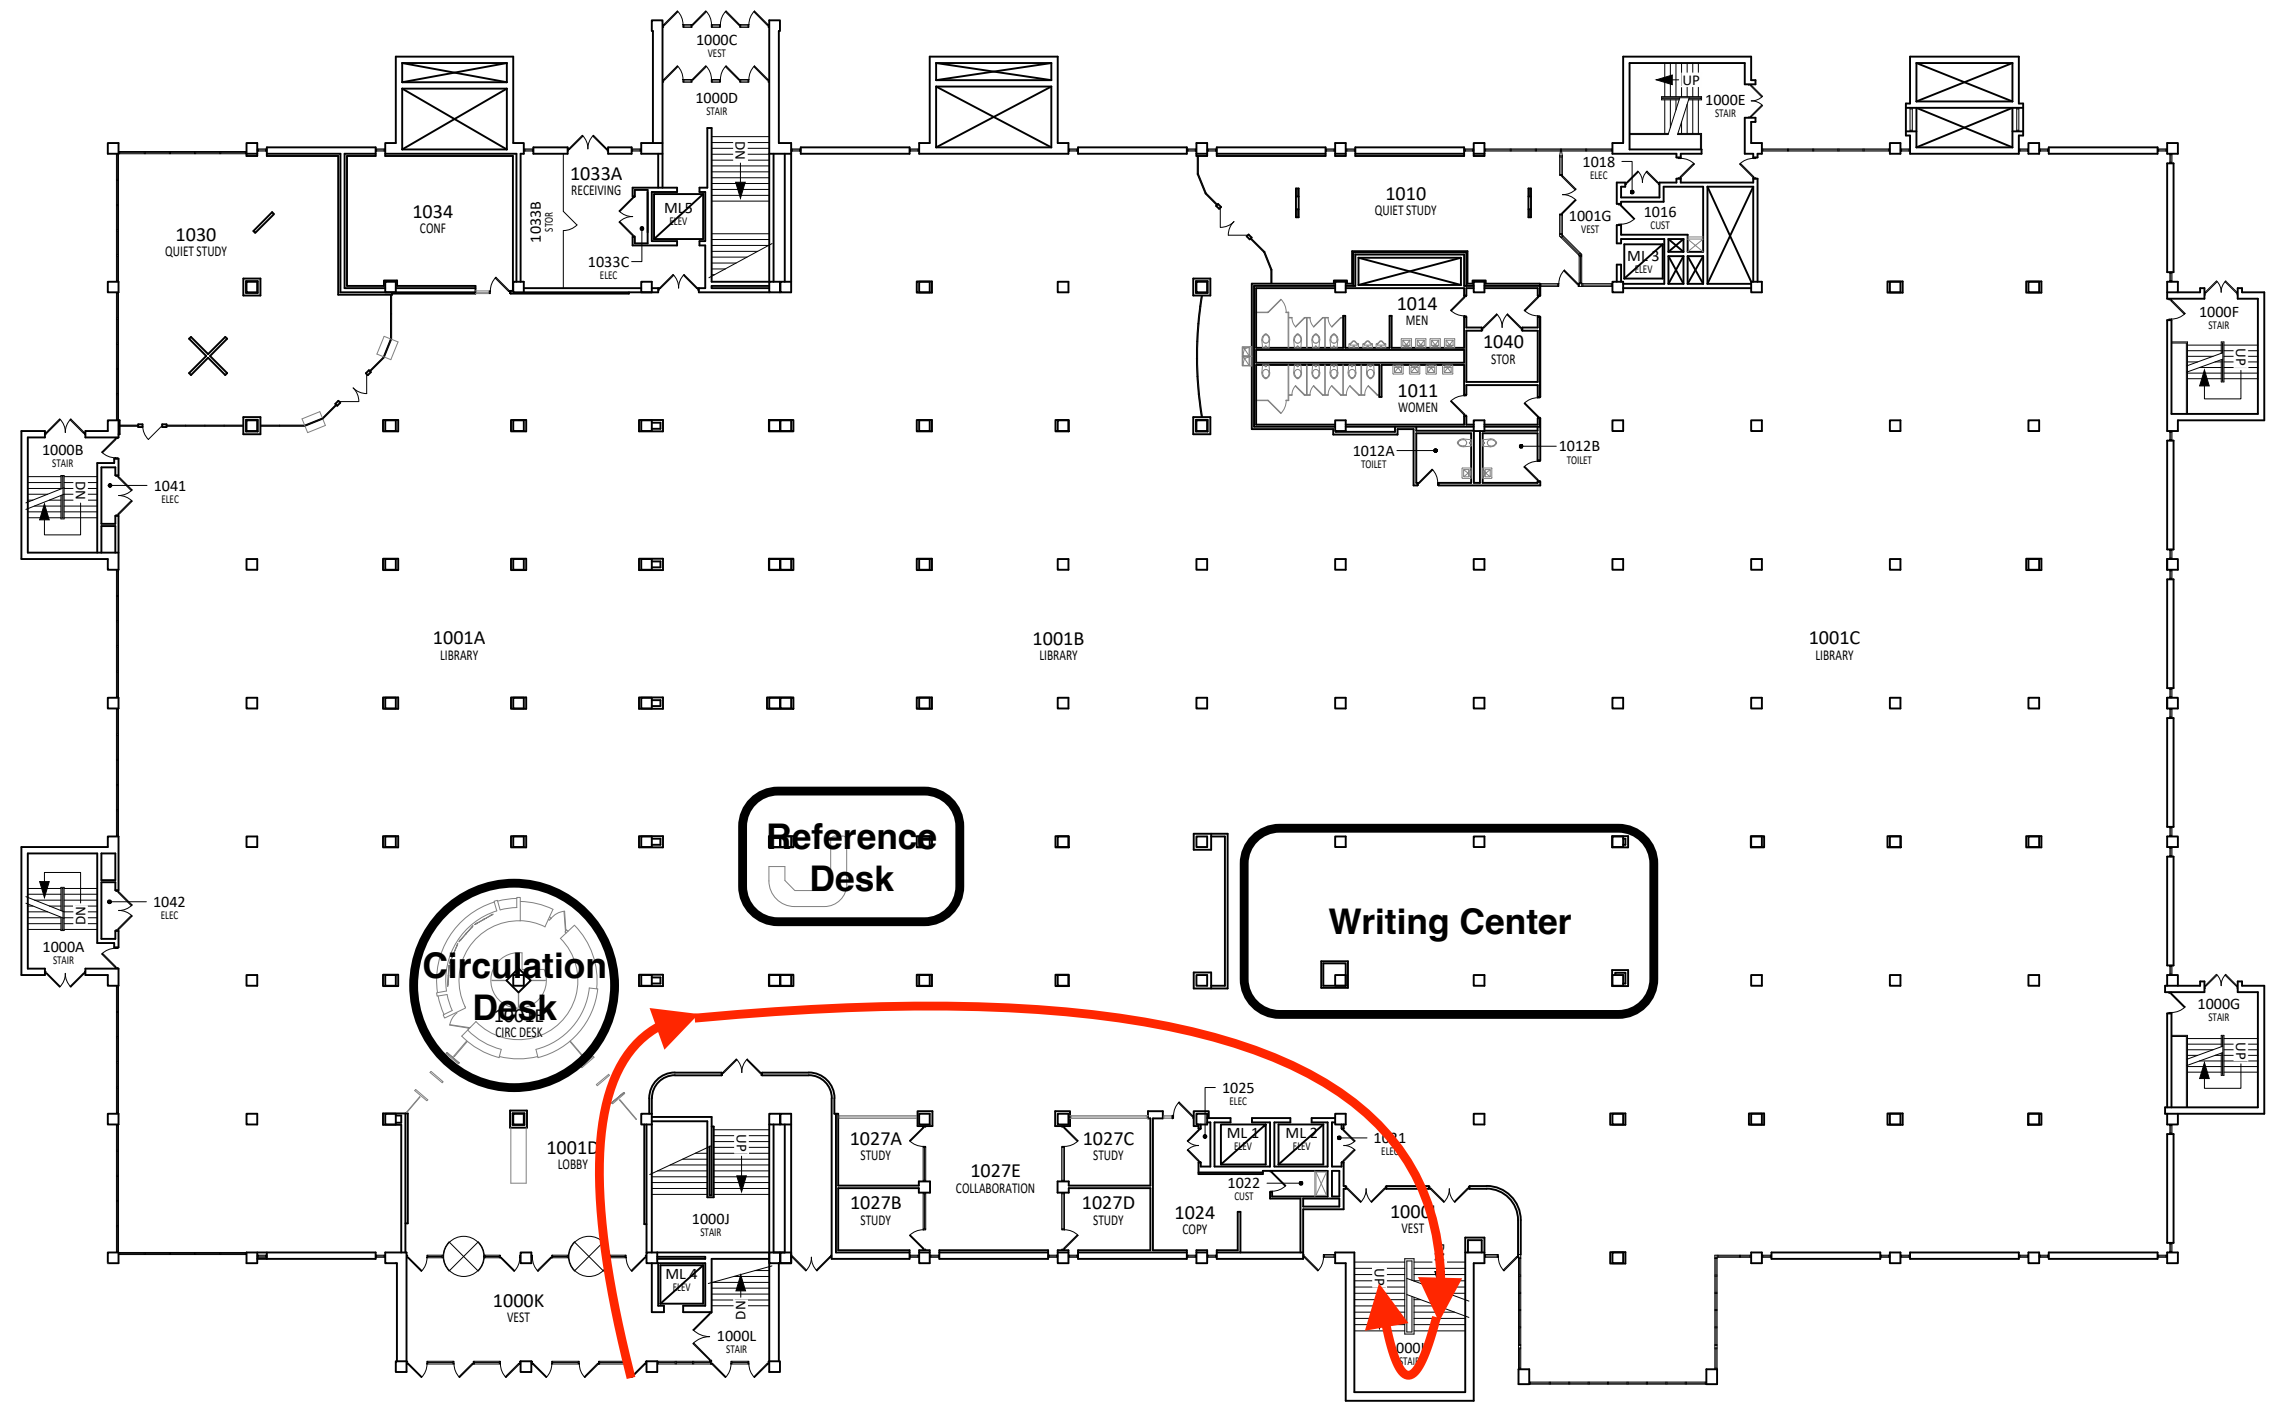 1000C
VEST
1000D
STAIR
DN
UP
1000E
STAIR
1033A
RECEIVING
1033B
STOR
ML5
ELEV
1033C
ELEC
1034
CONF
1030
QUIET STUDY
1010
QUIET STUDY
1018
ELEC
1001G
VEST
1016
CUST
ML 3
ELEV
1014
MEN
1040
STOR
1011
WOMEN
1012A
TOILET
1012B
TOILET
1000F
STAIR
UP
1000B
STAIR
DN
1041
ELEC
1001A
LIBRARY
1001B
LIBRARY
1001C
LIBRARY
Reference
Desk
Writing Center
1042
ELEC
DN
1000A
STAIR
Circulation
Desk
CIRC DESK
1000G
STAIR
UP
1025
ELEC
1001D
LOBBY
UP
1000J
STAIR
1027A
STUDY
1027B
STUDY
1027E
COLLABORATION
1027C
STUDY
1027D
STUDY
ML 1
ELEV
ML 2
ELEV
1022
CUST
1024
COPY
VEST
UP
ML 4
ELEV
DN
1000K
VEST
1000L
STAIR